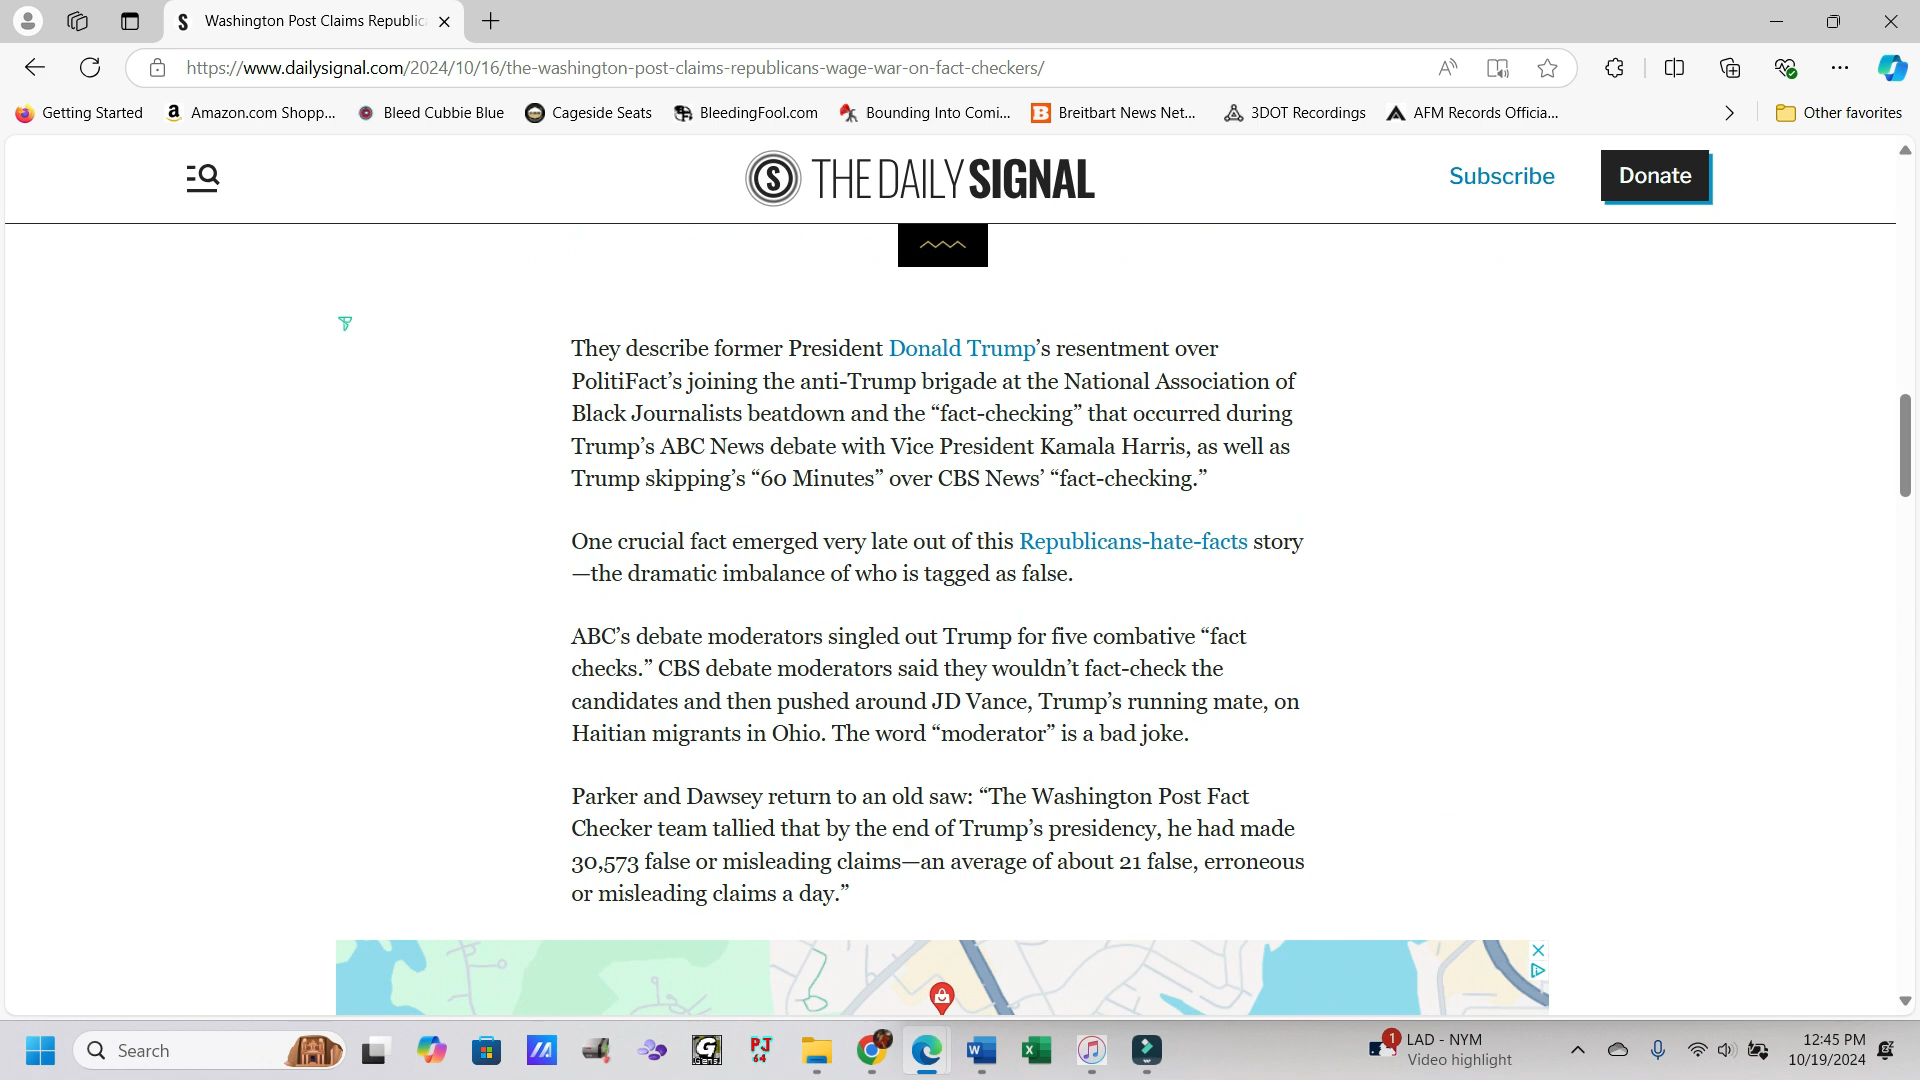 Washington Post Claims Republic
https://www.dailysignal.com/2024/10/16/the-washington-post-claims-republicans-wage-war-on-fact-checkers/
Getting Started
Amazon.com Shopp...
Bleed Cubbie Blue
Cageside Seats
BleedingFool.com
Bounding Into Comi...
Breitbart News Net...
3DOT Recordings
AFM Records Officia...
Other favorites
THE DAILY SIGNAL
Subscribe
Donate
They describe former President Donald Trump’s resentment over
PolitiFact’s joining the anti-Trump brigade at the National Association of
Black Journalists beatdown and the “fact-checking” that occurred during
Trump’s ABC News debate with Vice President Kamala Harris, as well as
Trump skipping’s “60 Minutes” over CBS News’ “fact-checking.”
One crucial fact emerged very late out of this Republicans-hate-facts story
—the dramatic imbalance of who is tagged as false.
ABC’s debate moderators singled out Trump for five combative “fact
checks.” CBS debate moderators said they wouldn’t fact-check the
candidates and then pushed around JD Vance, Trump’s running mate, on
Haitian migrants in Ohio. The word “moderator” is a bad joke.
Parker and Dawsey return to an old saw: “The Washington Post Fact
Checker team tallied that by the end of Trump’s presidency, he had made
30,573 false or misleading claims—an average of about 21 false, erroneous
or misleading claims a day.”
Search
1
LAD - NYM
Video highlight
12:45 PM
10/19/2024